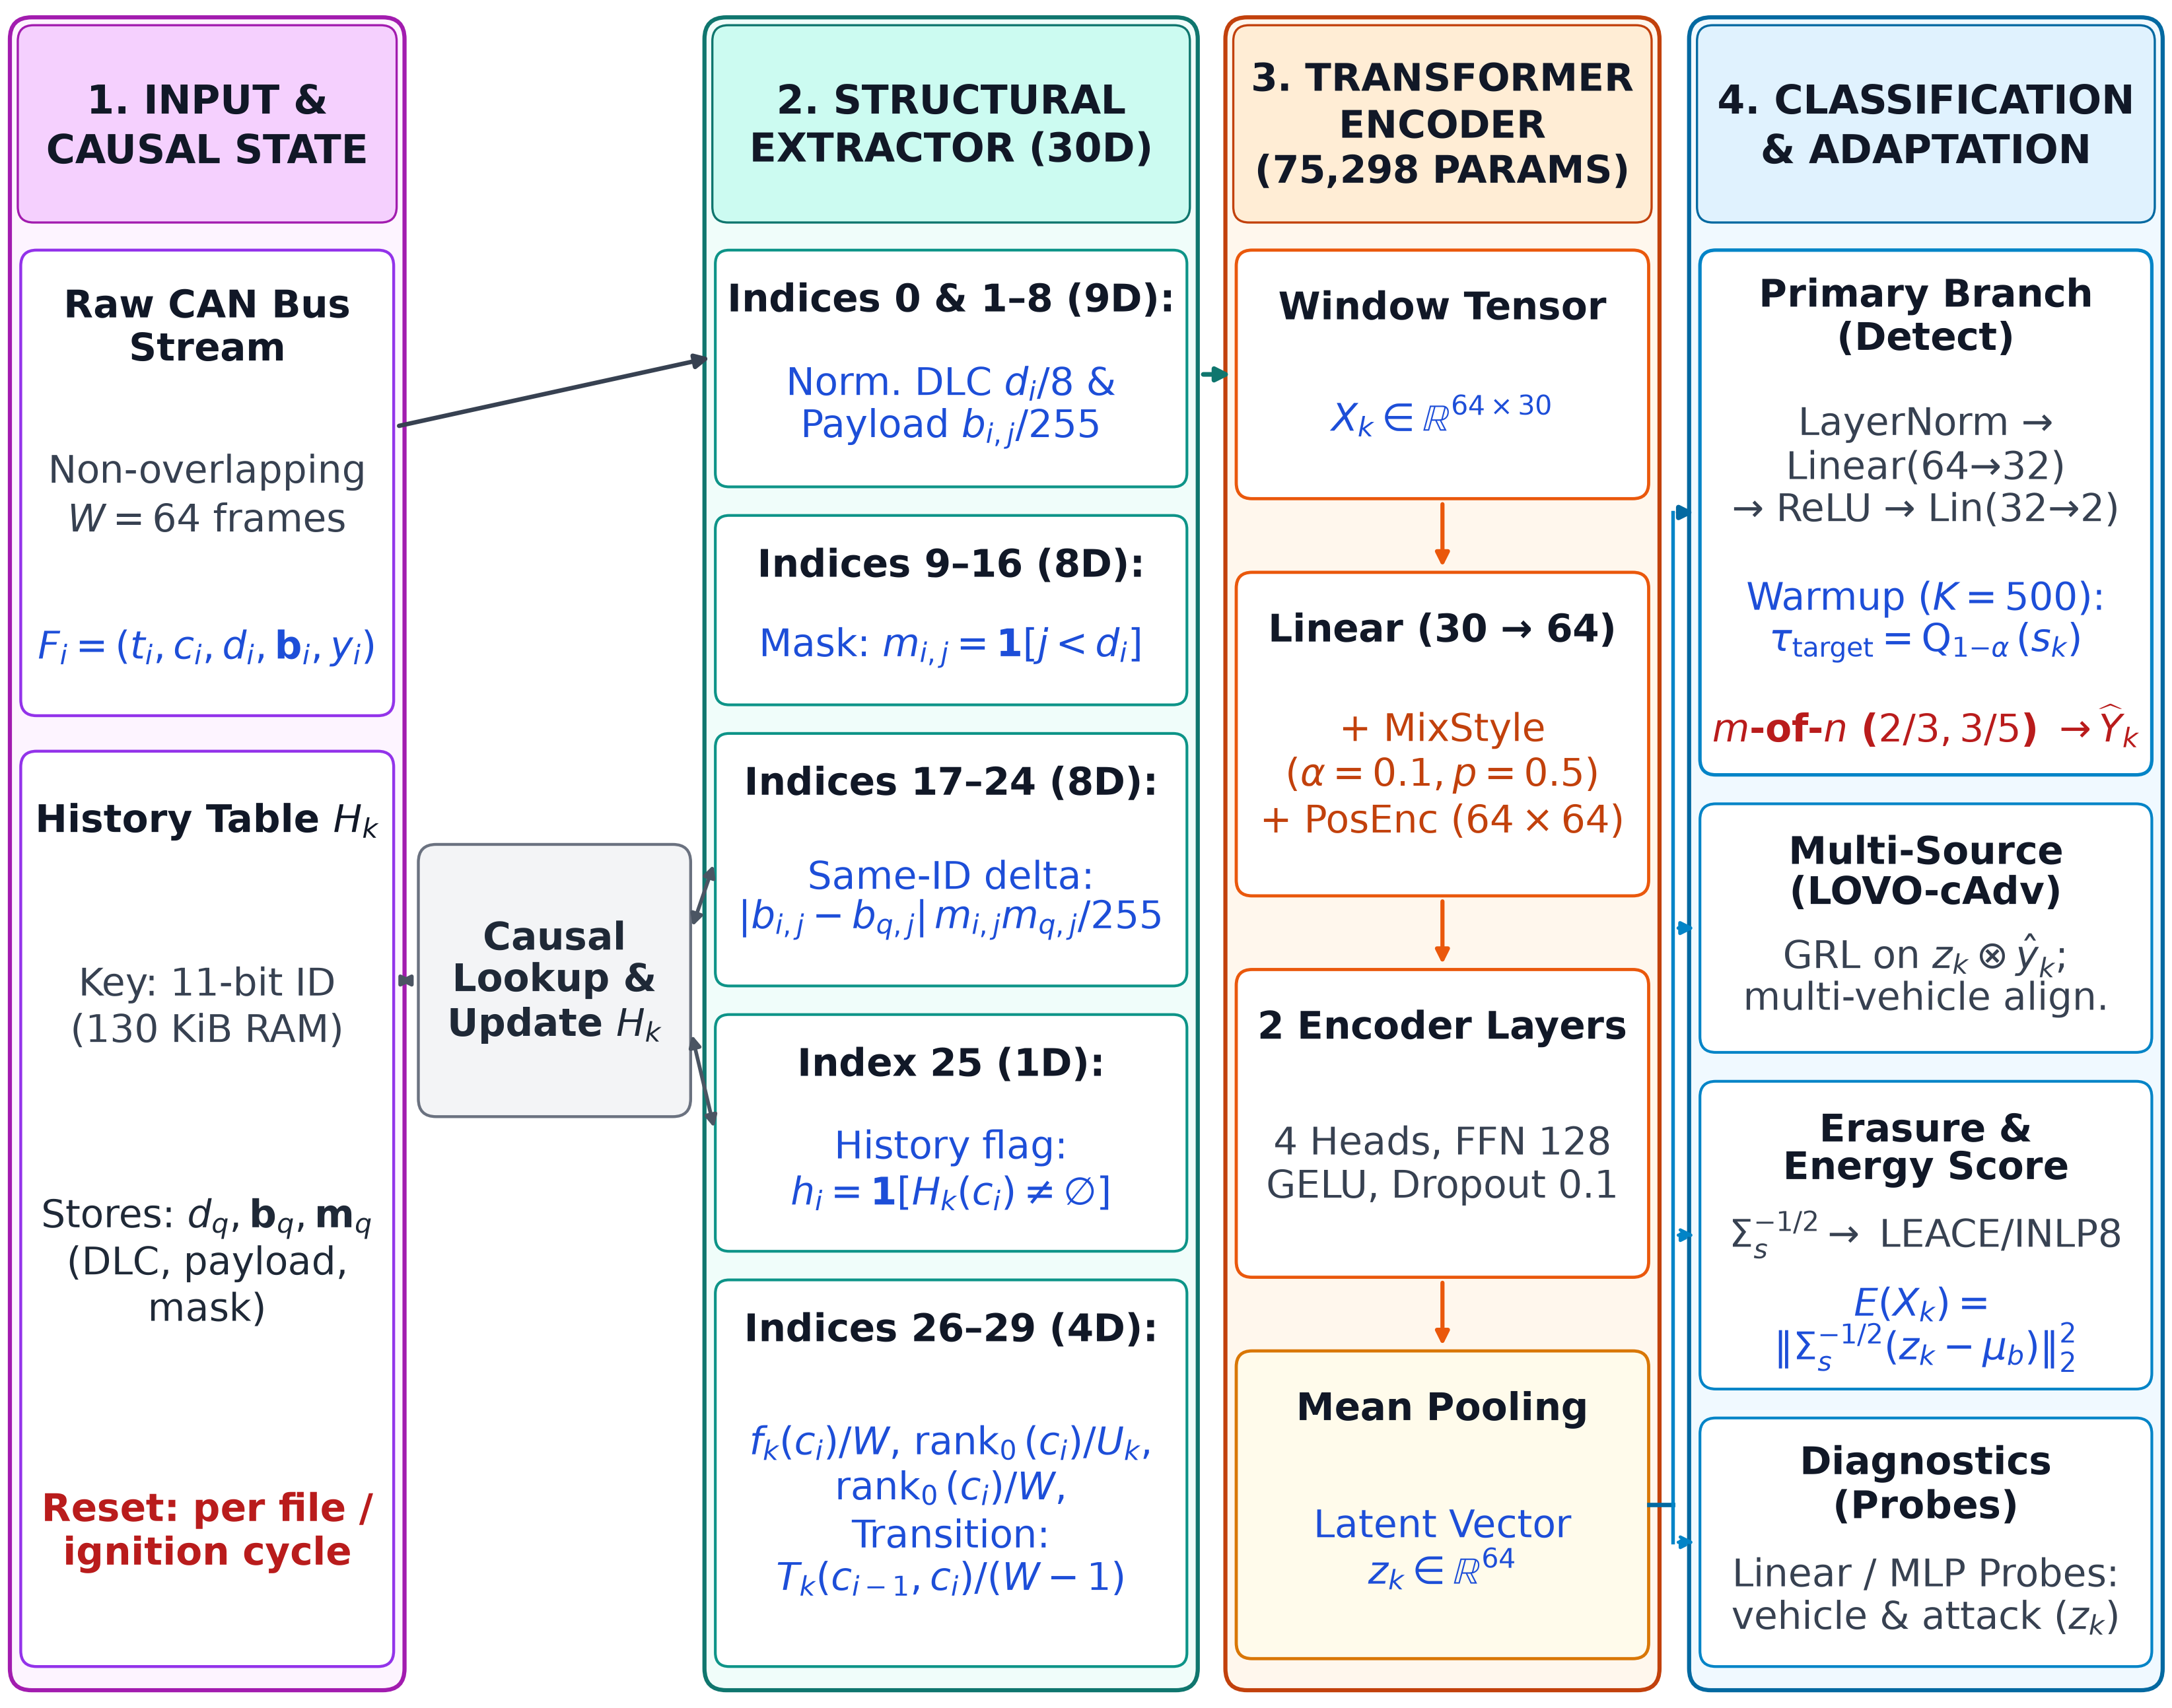 1. INPUT &
CAUSAL STATE
Raw CAN Bus
Stream
Non-overlapping
W = 64 frames
F_i = (t_i, c_i, d_i, b_i, y_i)
History Table H_k
Key: 11-bit ID
(130 KiB RAM)
Stores: d_q, b_q, m_q
(DLC, payload,
mask)
Reset: per file /
ignition cycle
Causal
Lookup &
Update H_k
2. STRUCTURAL
EXTRACTOR (30D)
Indices 0 & 1–8 (9D):
Norm. DLC d_i/8 &
Payload b_{i,j}/255
Indices 9–16 (8D):
Mask: m_{i,j} = 1[j < d_i]
Indices 17–24 (8D):
Same-ID delta:
|b_{i,j} − b_{q,j}| m_{i,j}m_{q,j}/255
Index 25 (1D):
History flag:
h_i = 1[H_k(c_i) ≠ ∅]
Indices 26–29 (4D):
f_k(c_i)/W, rank_0(c_i)/U_k,
rank_0(c_i)/W,
Transition:
T_k(c_{i−1}, c_i)/(W − 1)
3. TRANSFORMER
ENCODER
(75,298 PARAMS)
Window Tensor
X_k ∈ ℝ^{64×30}
Linear (30 → 64)
+ MixStyle
(α = 0.1, p = 0.5)
+ PosEnc (64 × 64)
2 Encoder Layers
4 Heads, FFN 128
GELU, Dropout 0.1
Mean Pooling
Latent Vector
z_k ∈ ℝ^{64}
4. CLASSIFICATION
& ADAPTATION
Primary Branch
(Detect)
LayerNorm →
Linear(64→32)
→ ReLU → Lin(32→2)
Warmup (K = 500):
τ_target = Q_{1−α}(s_k)
m-of-n (2/3, 3/5) → Ŷ_k
Multi-Source
(LOVO-cAdv)
GRL on z_k ⊗ ŷ_k;
multi-vehicle align.
Erasure &
Energy Score
Σ_s^{−1/2} → LEACE/INLP8
E(X_k) =
‖Σ_s^{−1/2}(z_k − μ_b)‖_2^2
Diagnostics
(Probes)
Linear / MLP Probes:
vehicle & attack (z_k)